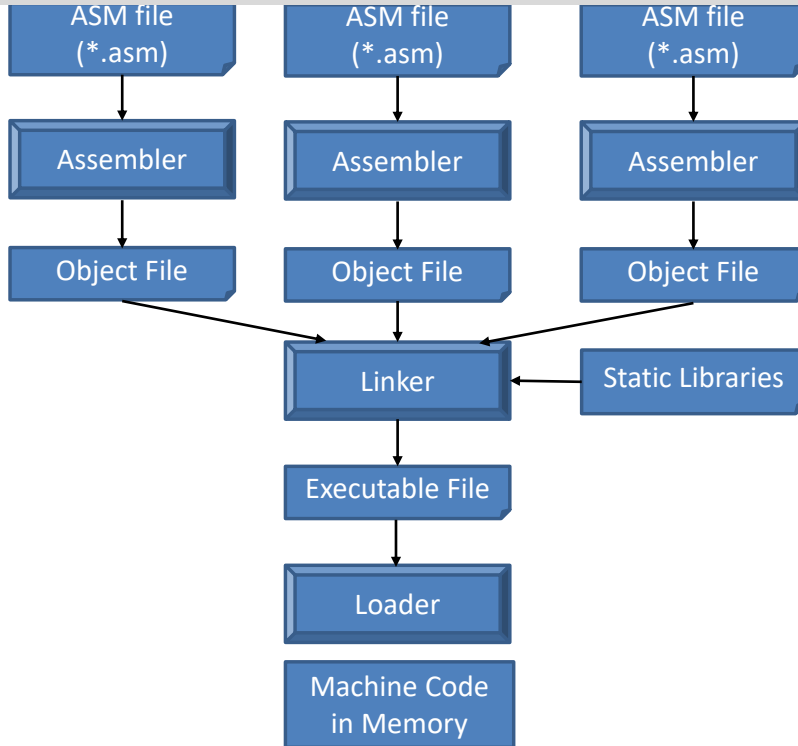 ASM file
(*.asm)
ASM file
(*.asm)
ASM file
(*.asm)
Assembler
Assembler
Assembler
Object File
Object File
Object File
Linker
Static Libraries
Executable File
Loader
Machine Code
in Memory